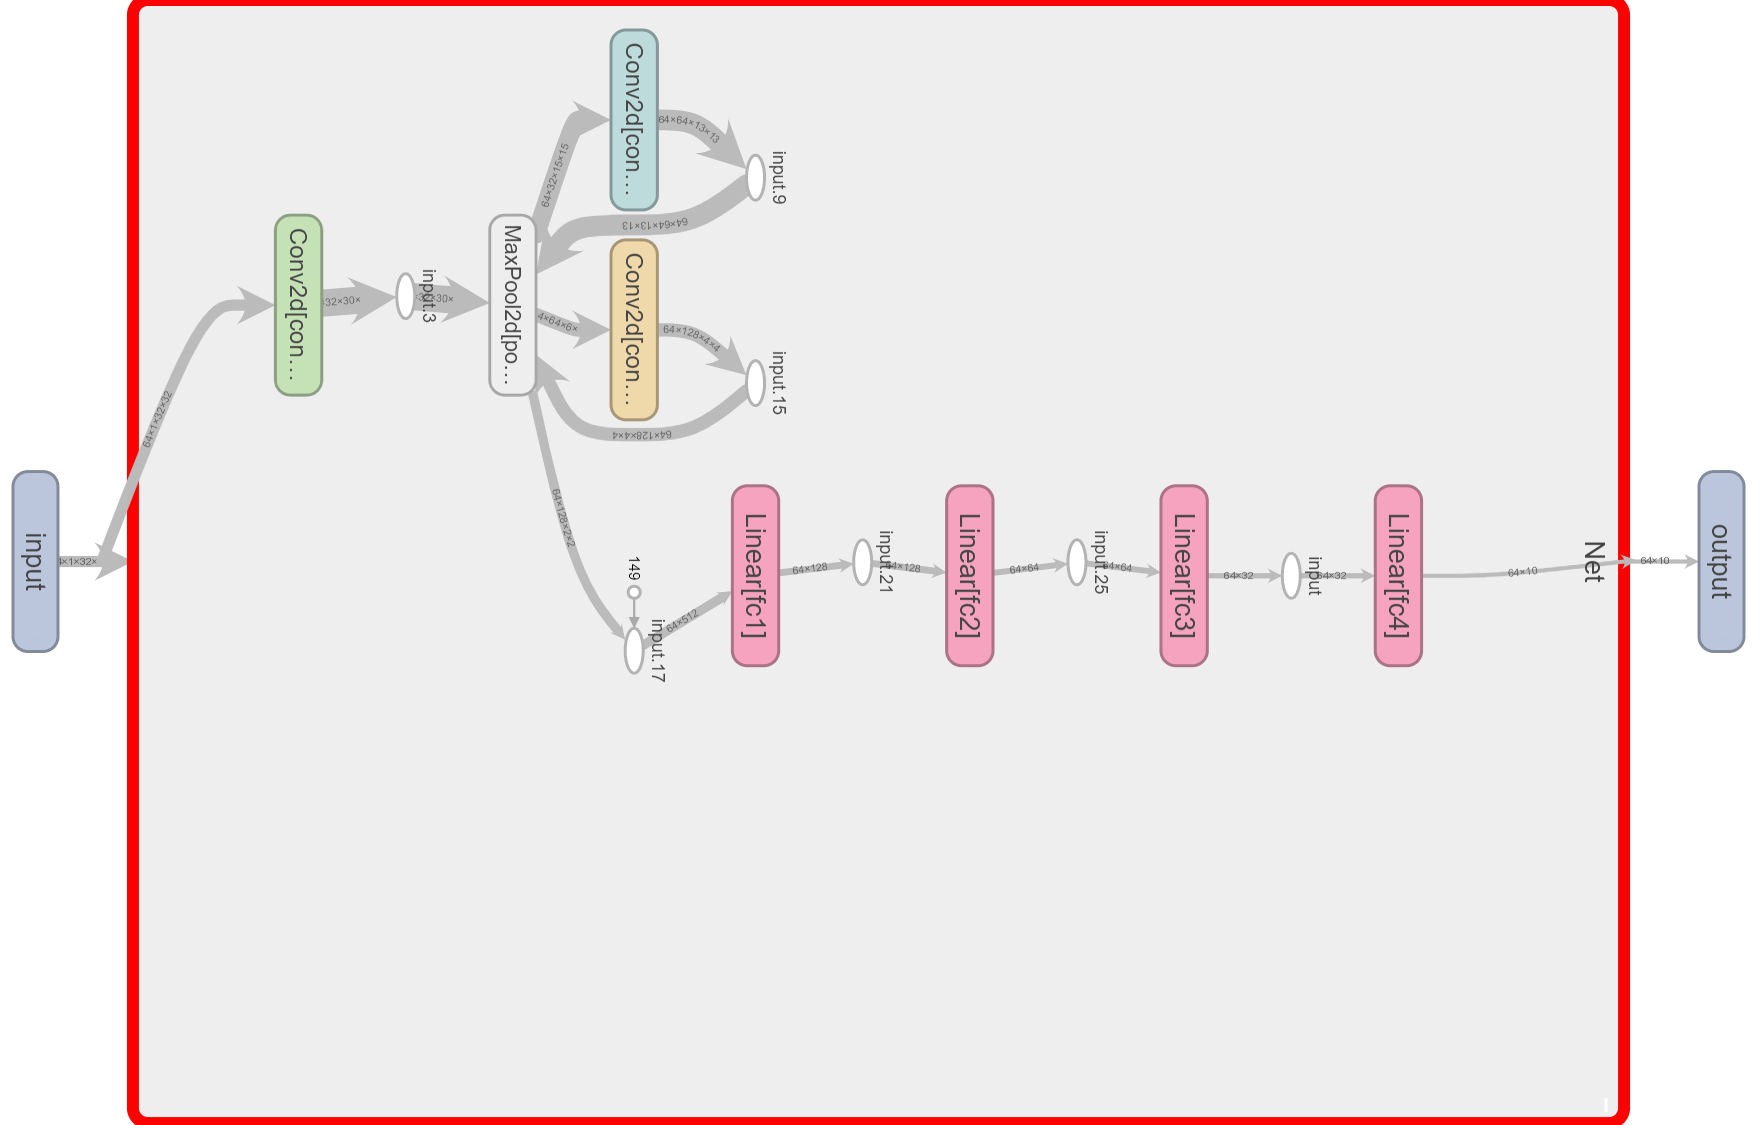 input
4×1×32×
64×1×32×32
Conv2d[con…
×32×30×
input.3
×32×30×
MaxPool2d[po…
64×32×15×15
Conv2d[con…
64×64×13×13
input.9
64×64×13×13
4×64×6×
Conv2d[con…
64×128×4×4
input.15
64×128×4×4
64×128×2×2
149
input.17
64×512
Linear[fc1]
64×128
input.21
64×128
Linear[fc2]
64×64
input.25
64×64
Linear[fc3]
64×32
input
64×32
Linear[fc4]
64×10
Net
64×10
output